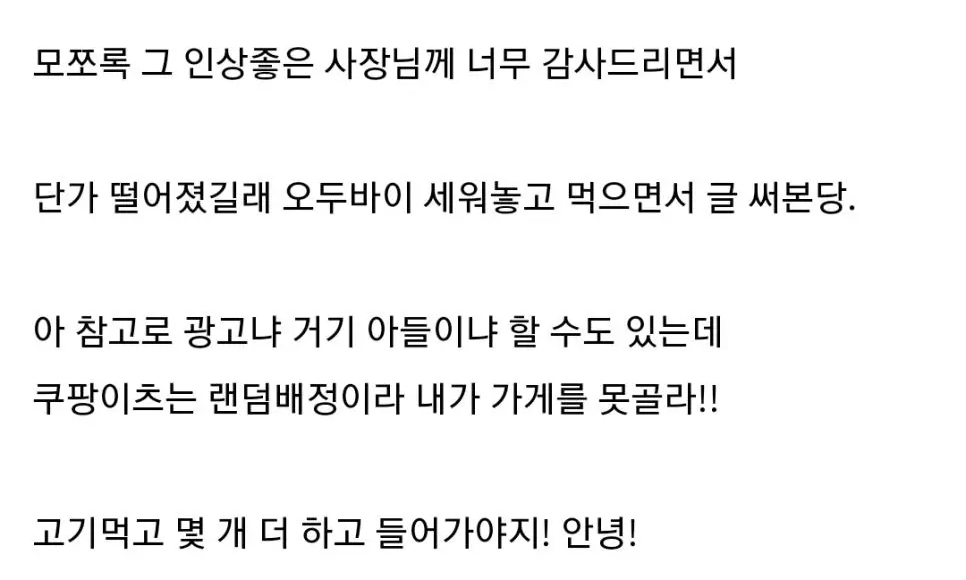 모쪼록 그 인상좋은 사장님께 너무 감사드리면서
단가 떨어졌길래 오두바이 세워놓고 먹으면서 글 써본당.
아 참고로 광고냐 거기 아들이냐 할 수도 있는데
쿠팡이츠는 랜덤배정이라 내가 가게를 못골라!!
고기먹고 몇 개 더 하고 들어가야지! 안녕!